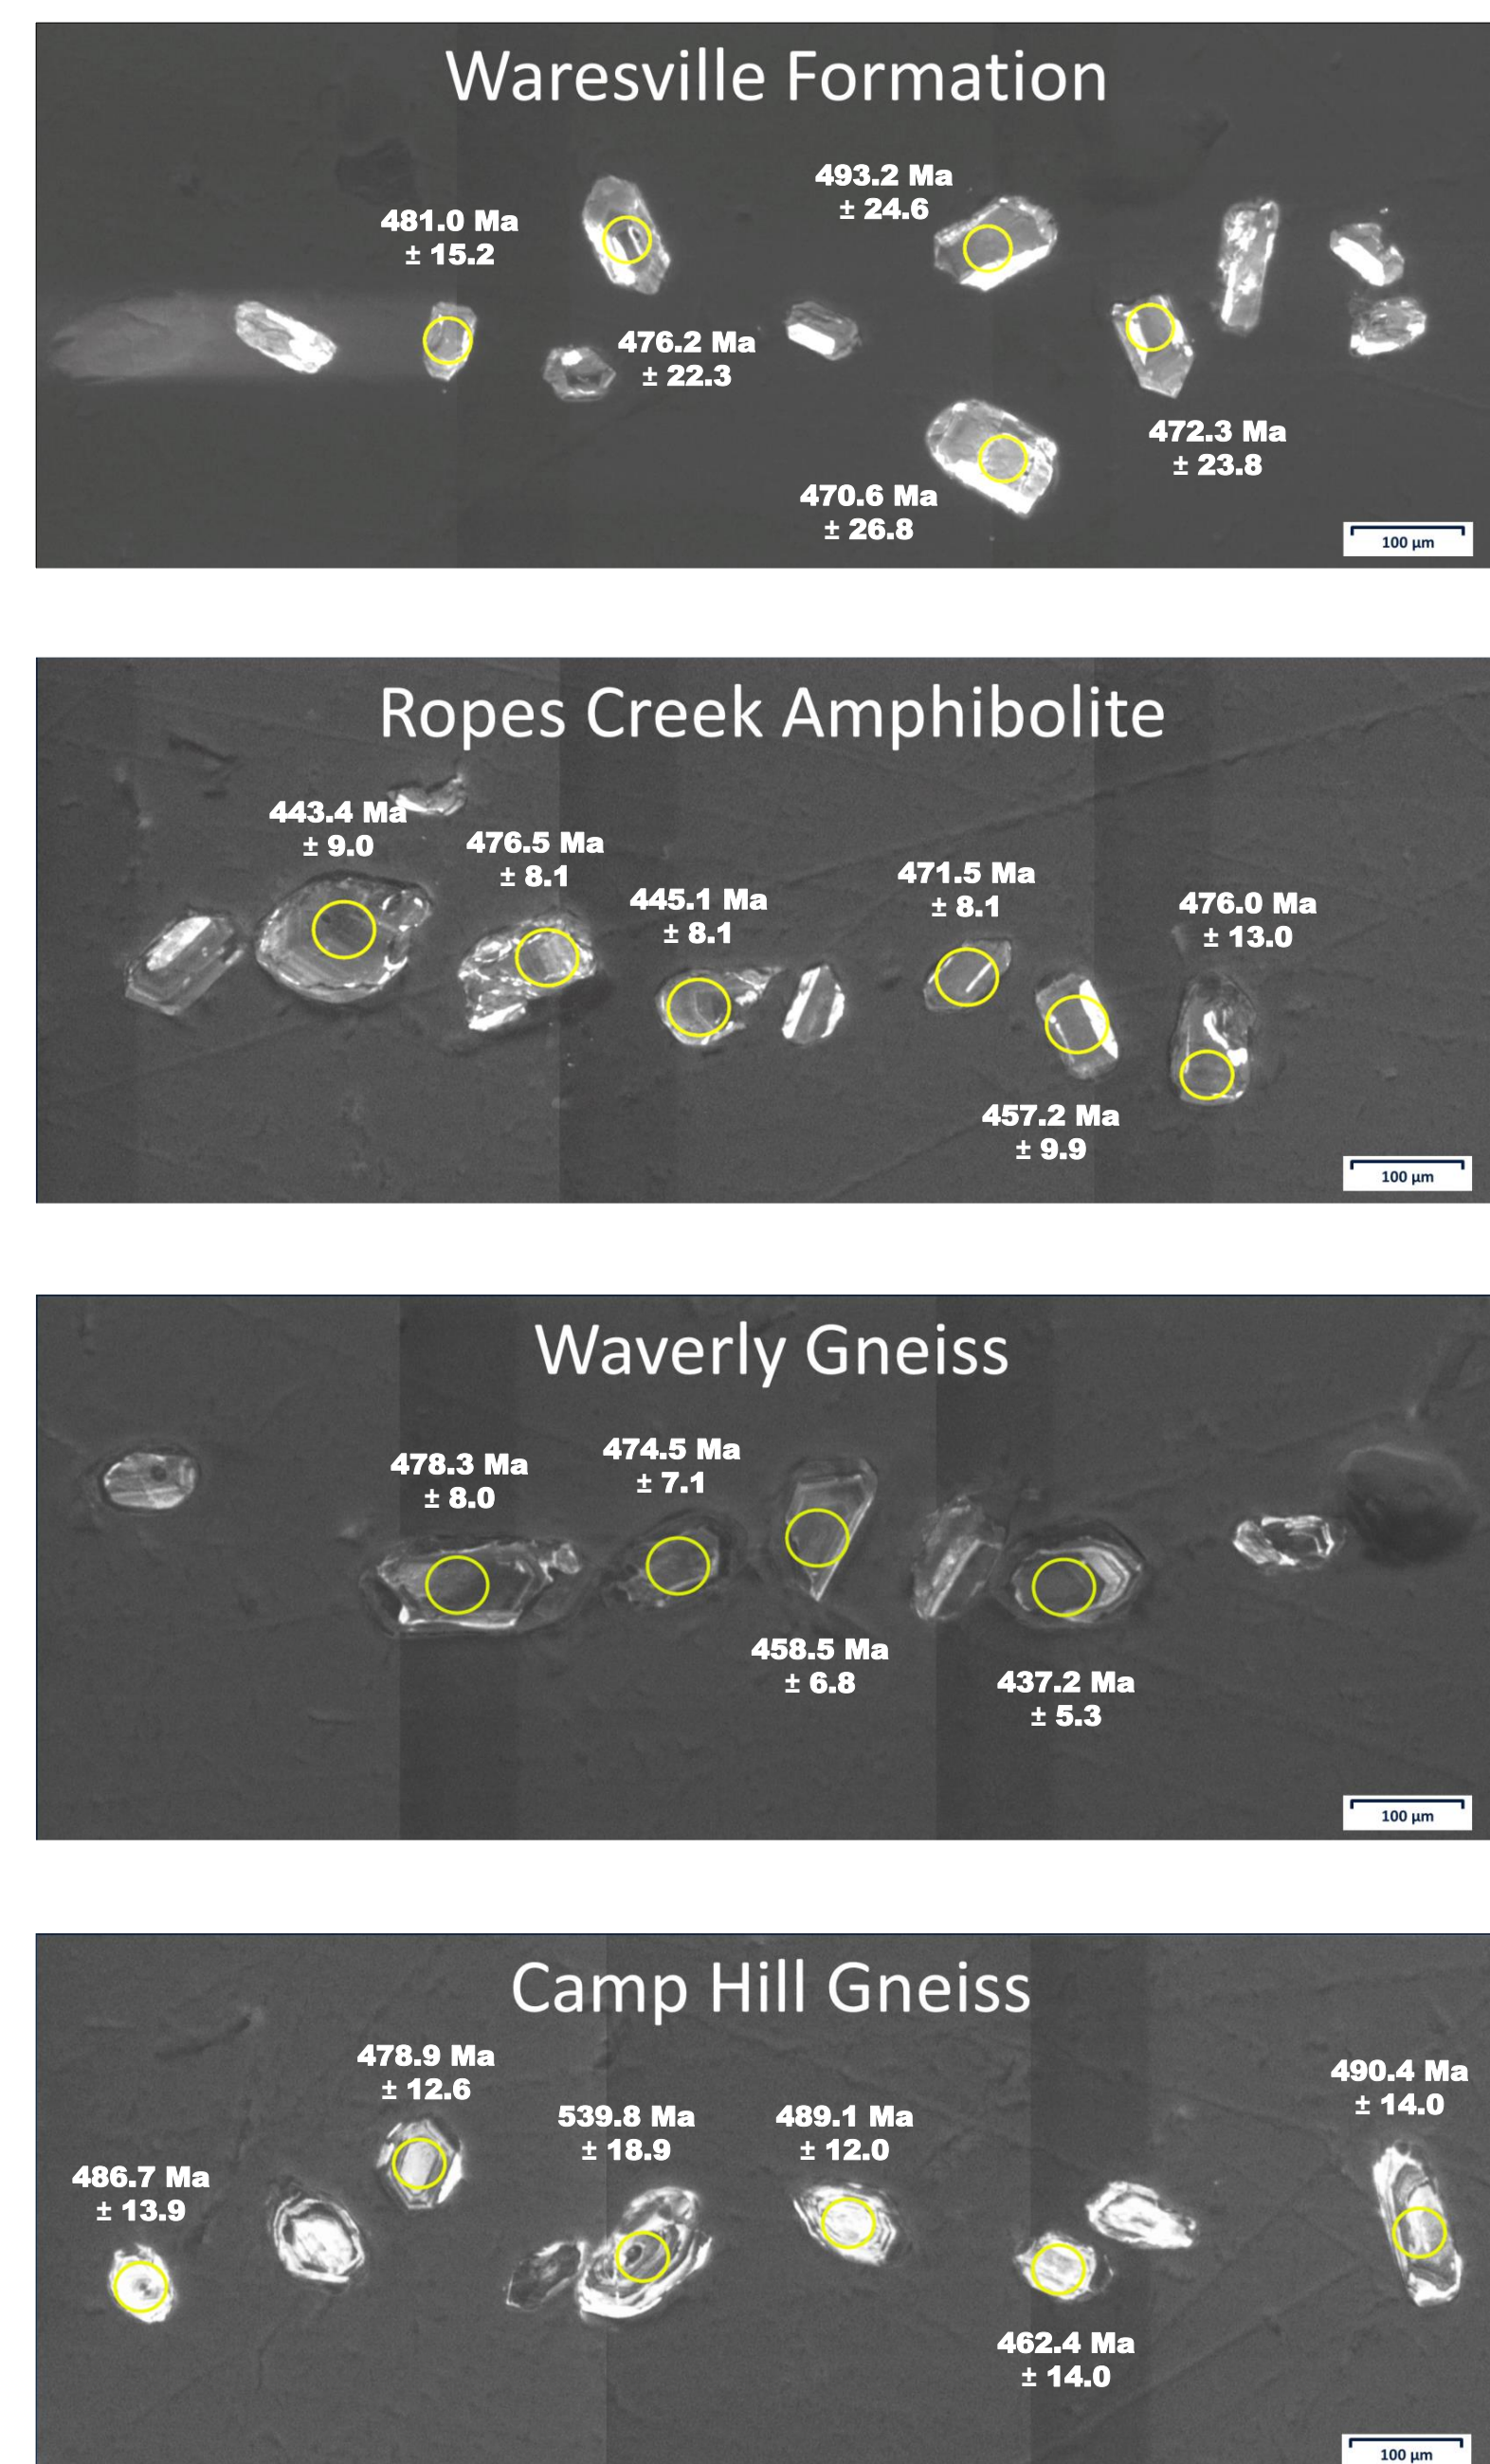 Waresville Formation
493.2 Ma
± 24.6
481.0 Ma
± 15.2
476.2 Ma
± 22.3
472.3 Ma
± 23.8
470.6 Ma
± 26.8
100 µm
Ropes Creek Amphibolite
443.4 Ma
± 9.0
476.5 Ma
± 8.1
445.1 Ma
± 8.1
471.5 Ma
± 8.1
476.0 Ma
± 13.0
457.2 Ma
± 9.9
100 µm
Waverly Gneiss
478.3 Ma
± 8.0
474.5 Ma
± 7.1
458.5 Ma
± 6.8
437.2 Ma
± 5.3
100 µm
Camp Hill Gneiss
478.9 Ma
± 12.6
490.4 Ma
± 14.0
539.8 Ma
± 18.9
489.1 Ma
± 12.0
486.7 Ma
± 13.9
462.4 Ma
± 14.0
100 µm